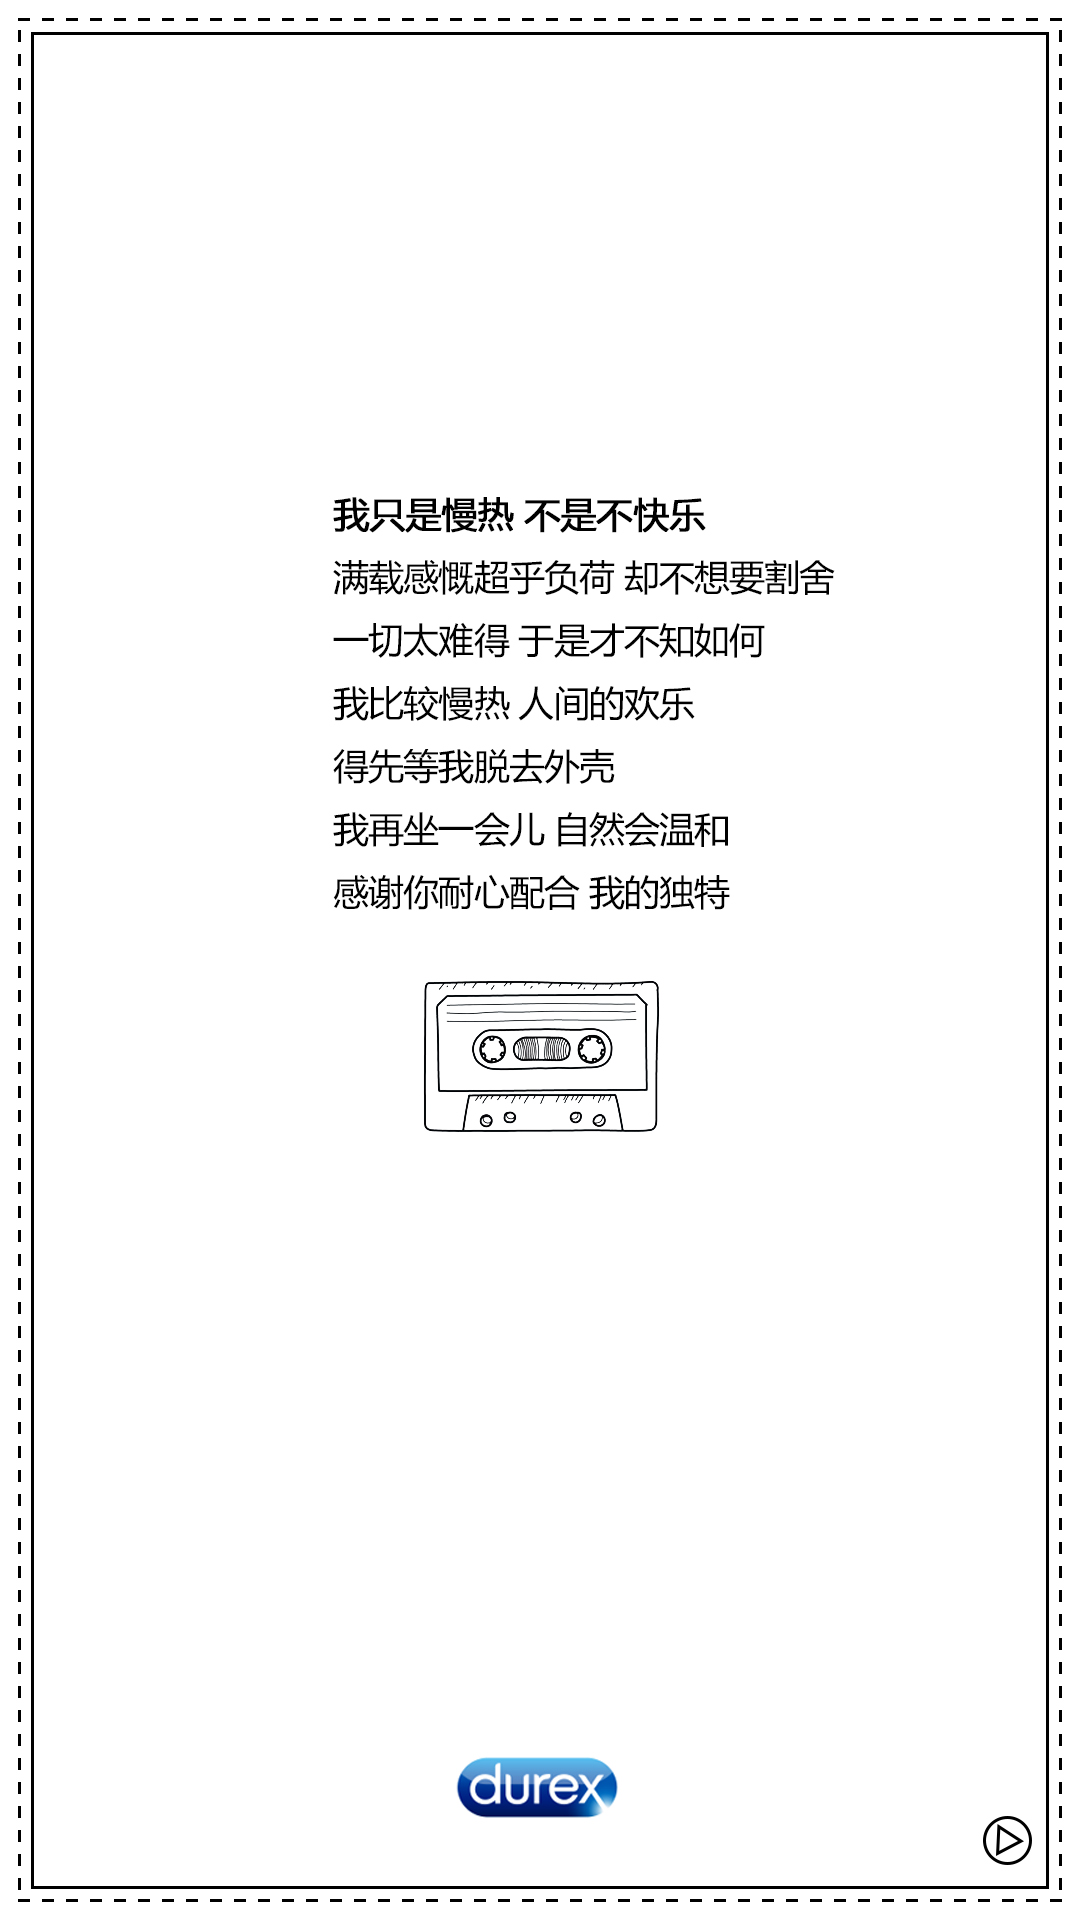 我只是慢热 不是不快乐
满载感慨超乎负荷 却不想要割舍
一切太难得 于是才不知如何
我比较慢热 人间的欢乐
得先等我脱去外壳
我再坐一会儿 自然会温和
感谢你耐心配合 我的独特
durex